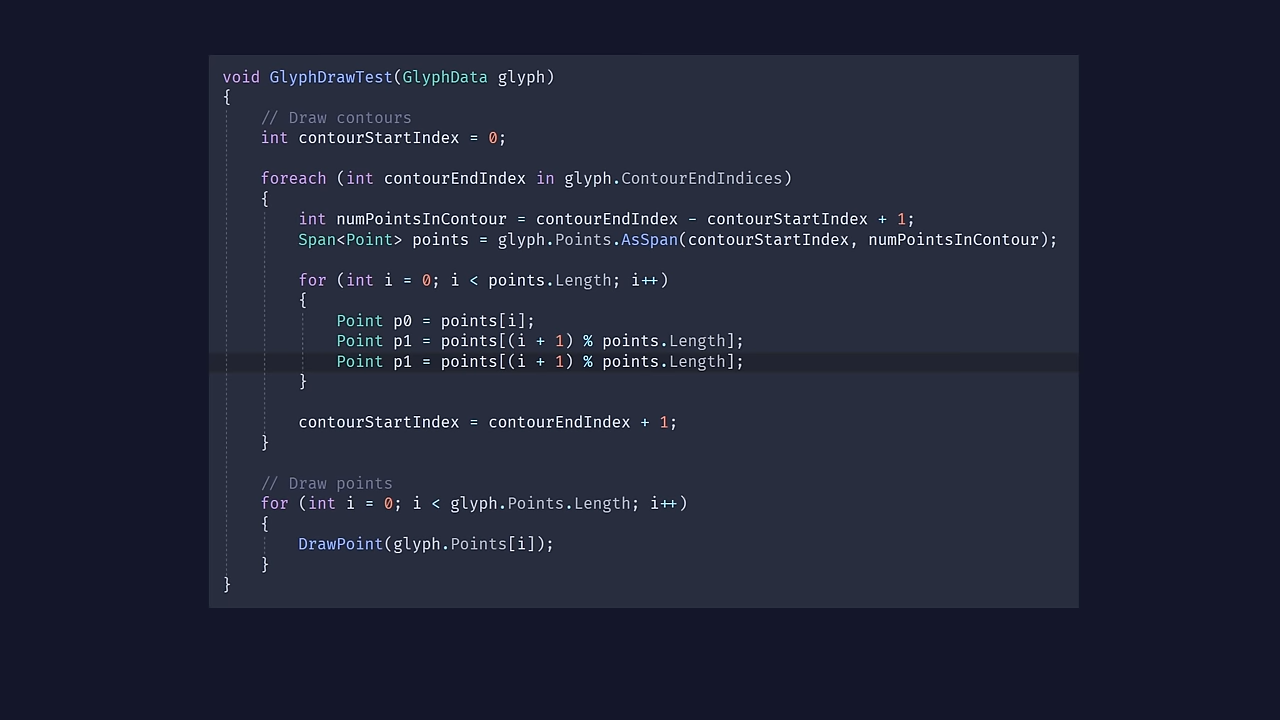 void GlyphDrawTest(GlyphData glyph)
{
    // Draw contours
    int contourStartIndex = 0;

    foreach (int contourEndIndex in glyph.ContourEndIndices)
    {
        int numPointsInContour = contourEndIndex - contourStartIndex + 1;
        Span<Point> points = glyph.Points.AsSpan(contourStartIndex, numPointsInContour);

        for (int i = 0; i < points.Length; i++)
        {
            Point p0 = points[i];
            Point p1 = points[(i + 1) % points.Length];
            Point p1 = points[(i + 1) % points.Length];
        }

        contourStartIndex = contourEndIndex + 1;
    }

    // Draw points
    for (int i = 0; i < glyph.Points.Length; i++)
    {
        DrawPoint(glyph.Points[i]);
    }
}